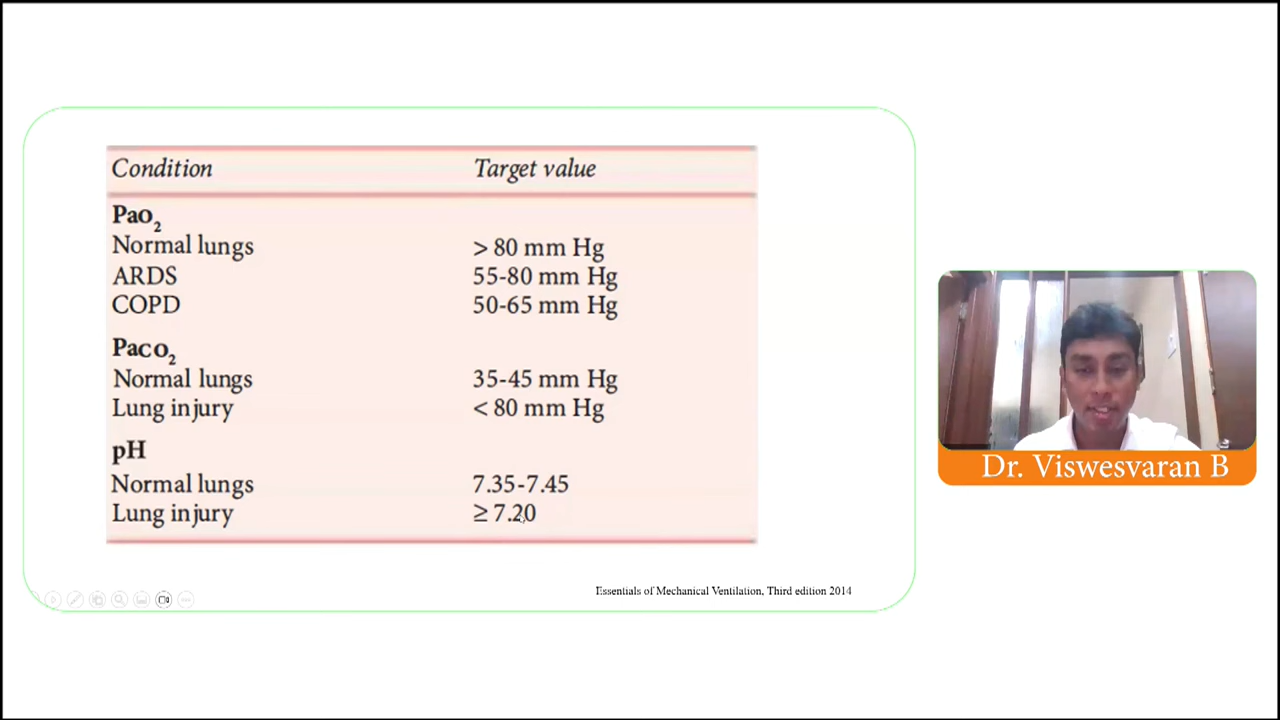 Condition Target value
Pao₂
Normal lungs > 80 mm Hg
ARDS 55-80 mm Hg
COPD 50-65 mm Hg
Paco₂
Normal lungs 35-45 mm Hg
Lung injury < 80 mm Hg
pH
Normal lungs 7.35-7.45
Lung injury ≥ 7.20
Essentials of Mechanical Ventilation, Third edition 2014
Dr. Viswesvaran B